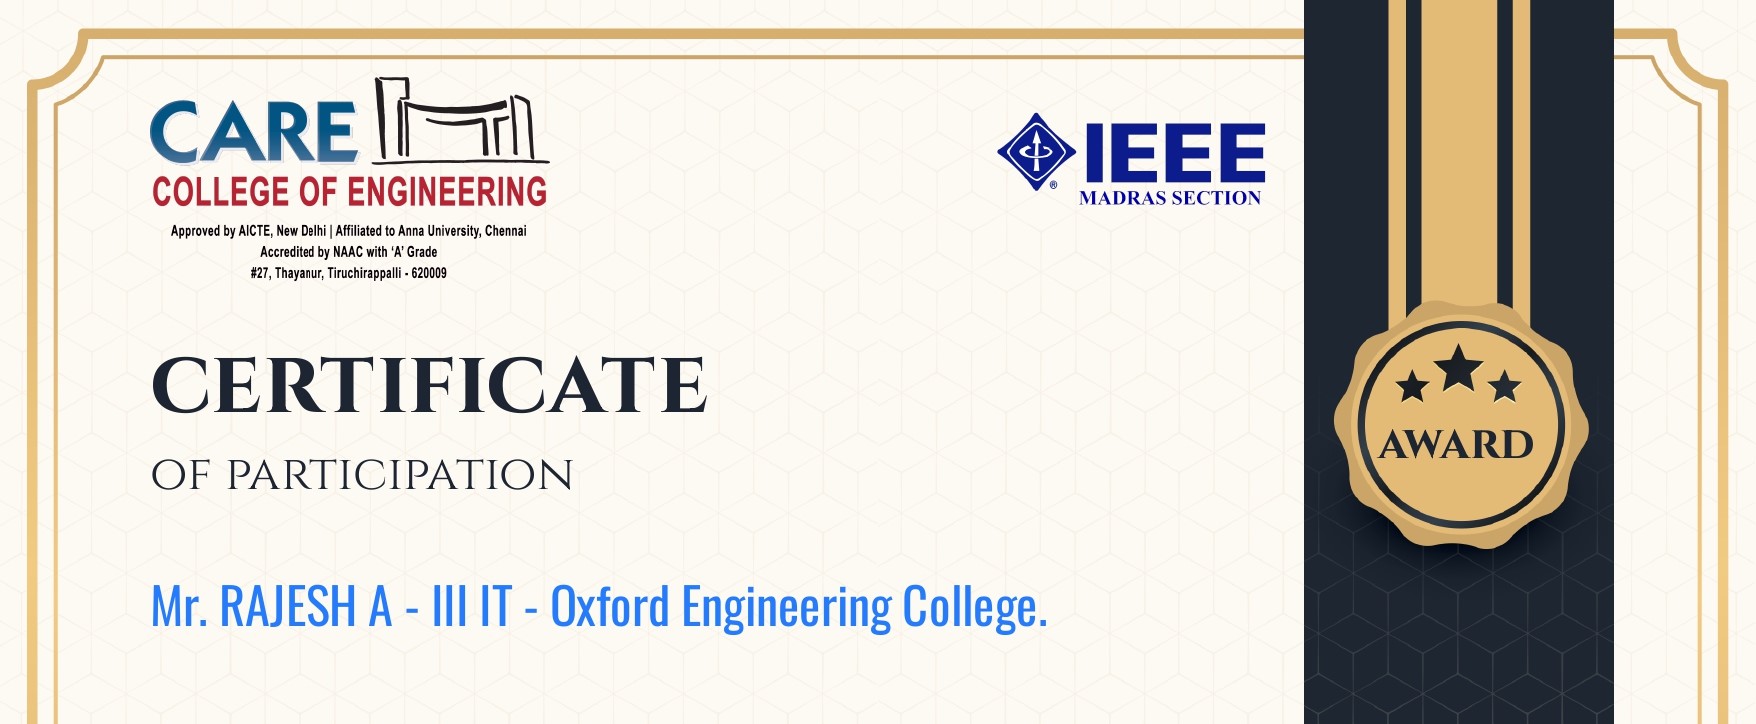 CARE
COLLEGE OF ENGINEERING
Approved by AICTE, New Delhi | Affiliated to Anna University, Chennai
Accredited by NAAC with ‘A’ Grade
#27, Thayanur, Tiruchirappalli - 620009
IEEE
®
MADRAS SECTION
CERTIFICATE
OF PARTICIPATION
AWARD
Mr. RAJESH A - III IT - Oxford Engineering College.